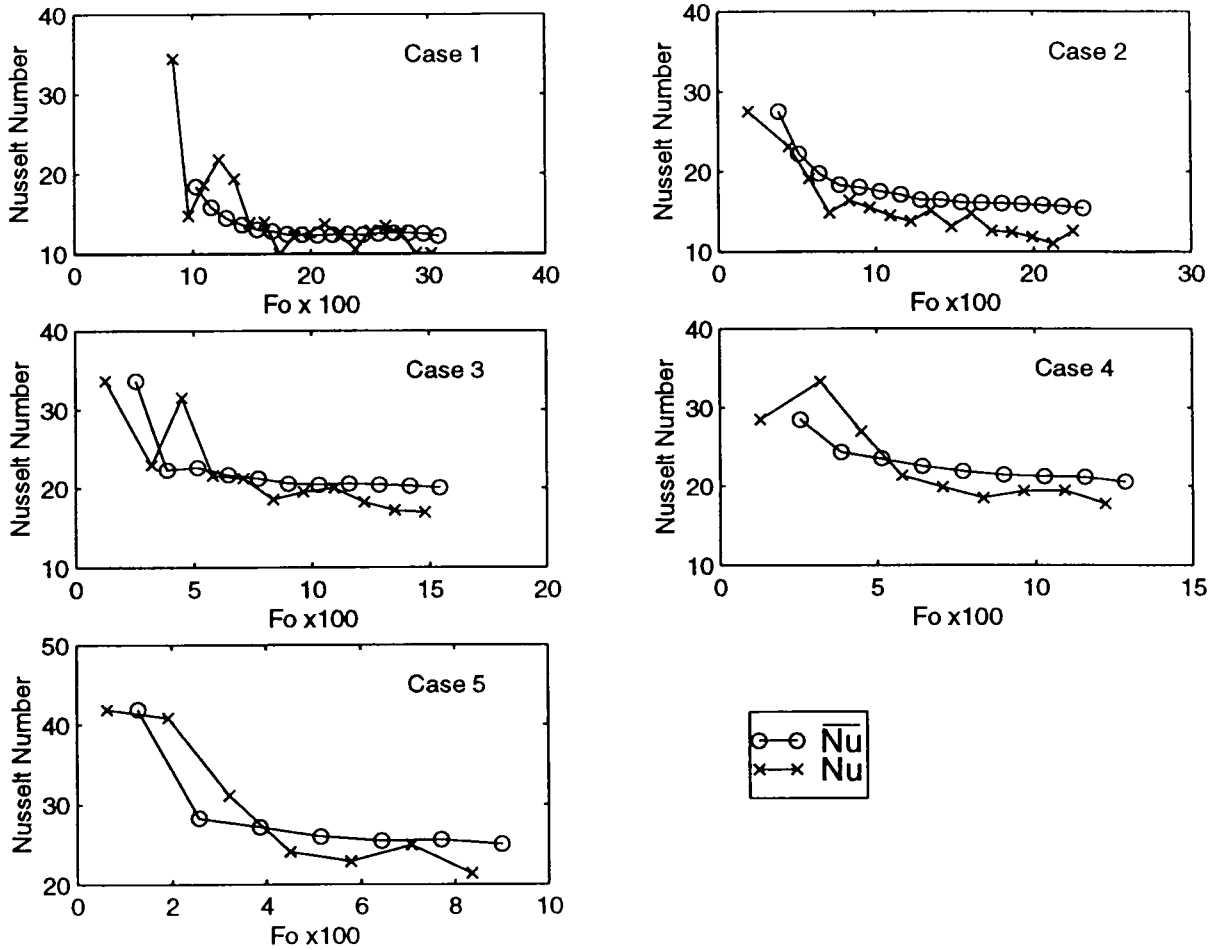 40
30
20
10
Nusselt Number
Case 1
0 10 20 30 40
Fo x 100
40
30
20
10
Nusselt Number
Case 2
0 10 20 30
Fo x100
40
30
20
10
Nusselt Number
Case 3
0 5 10 15 20
Fo x100
40
30
20
10
Nusselt Number
Case 4
0 5 10 15
Fo x100
50
40
30
20
Nusselt Number
Case 5
0 2 4 6 8 10
Fo x100
N̅u̅
Nu